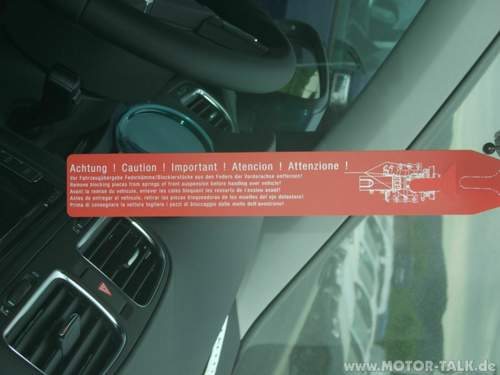 Achtung ! Caution ! Important ! Atencion ! Attenzione !
Vor Fahrzeugübergabe Federklemme/Blockierstücke aus den Federn der Vorderachse entfernen!
Remove blocking pieces from springs of front suspension before handing over vehicle!
Avant la remise du véhicule, enlever les cales bloquant les ressorts de l'essieu avant!
Antes de entregar el vehículo, retirar las piezas bloqueadoras de los muelles del eje delantero!
Prima di consegnare la vettura togliere i pezzi di bloccaggio dalle molle dell'avantreno!
www.MOTOR-TALK.de